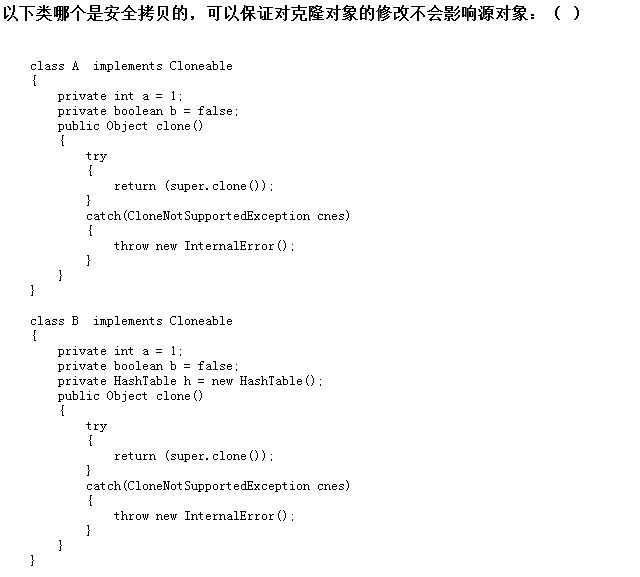 以下类哪个是安全拷贝的，可以保证对克隆对象的修改不会影响源对象：（ ）
class A  implements Cloneable
{
    private int a = 1;
    private boolean b = false;
    public Object clone()
    {
        try
        {
            return (super.clone());
        }
        catch(CloneNotSupportedException cnes)
        {
            throw new InternalError();
        }
    }
}
class B  implements Cloneable
{
    private int a = 1;
    private boolean b = false;
    private HashTable h = new HashTable();
    public Object clone()
    {
        try
        {
            return (super.clone());
        }
        catch(CloneNotSupportedException cnes)
        {
            throw new InternalError();
        }
    }
}